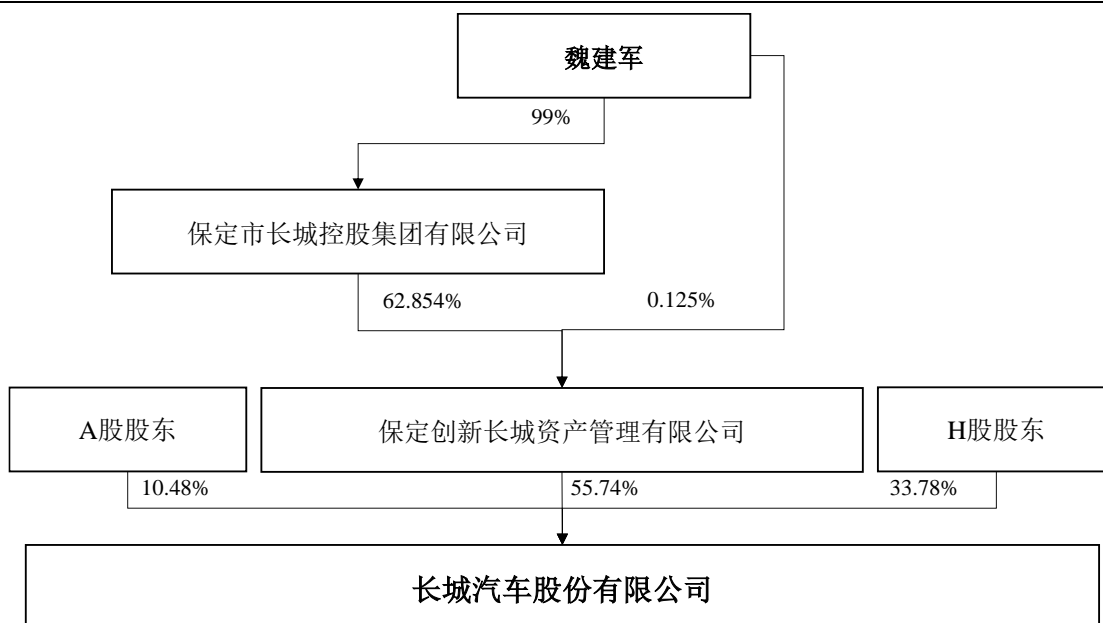 魏建军
99%
保定市长城控股集团有限公司
62.854%
0.125%
A股股东
保定创新长城资产管理有限公司
H股股东
10.48%
55.74%
33.78%
长城汽车股份有限公司